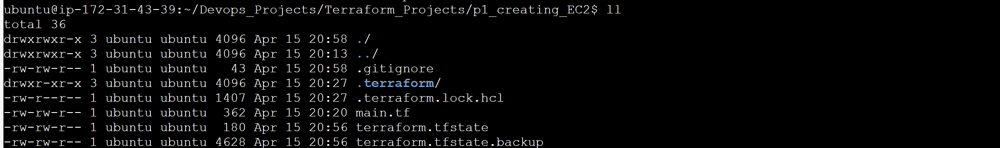 ubuntu@ip-172-31-43-39:~/Devops_Projects/Terraform_Projects/p1_creating_EC2$ ll
total 36
drwxrwxr-x 3 ubuntu ubuntu 4096 Apr 15 20:58 ./
drwxrwxr-x 3 ubuntu ubuntu 4096 Apr 15 20:13 ../
-rw-rw-r-- 1 ubuntu ubuntu   43 Apr 15 20:58 .gitignore
drwxr-xr-x 3 ubuntu ubuntu 4096 Apr 15 20:27 .terraform/
-rw-r--r-- 1 ubuntu ubuntu 1407 Apr 15 20:27 .terraform.lock.hcl
-rw-rw-r-- 1 ubuntu ubuntu  362 Apr 15 20:20 main.tf
-rw-rw-r-- 1 ubuntu ubuntu  180 Apr 15 20:56 terraform.tfstate
-rw-rw-r-- 1 ubuntu ubuntu 4628 Apr 15 20:56 terraform.tfstate.backup